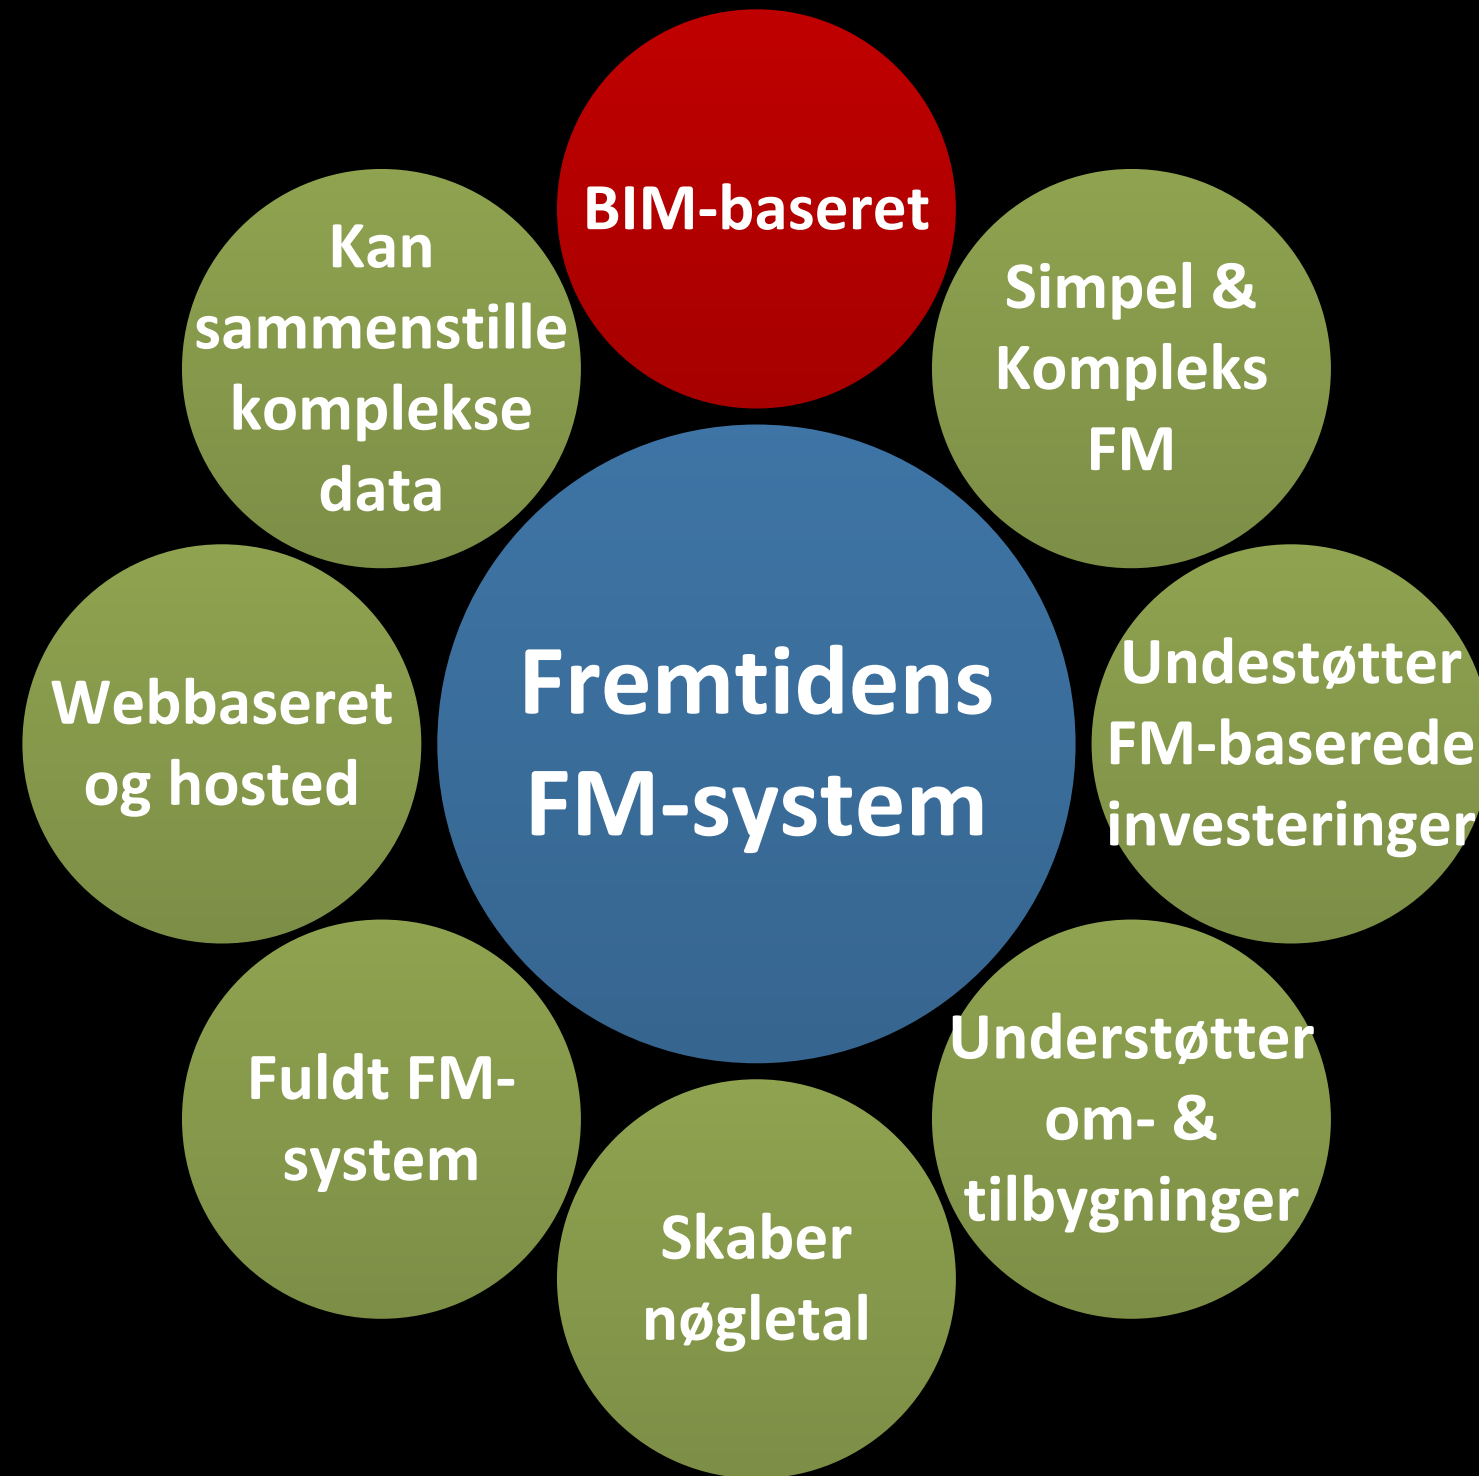 BIM-baseret
Simpel &
Kompleks
FM
Undestøtter
FM-baserede
investeringer
Understøtter
om- &
tilbygninger
Skaber
nøgletal
Fuldt FM-
system
Webbaseret
og hosted
Kan
sammenstille
komplekse
data
Fremtidens
FM-system